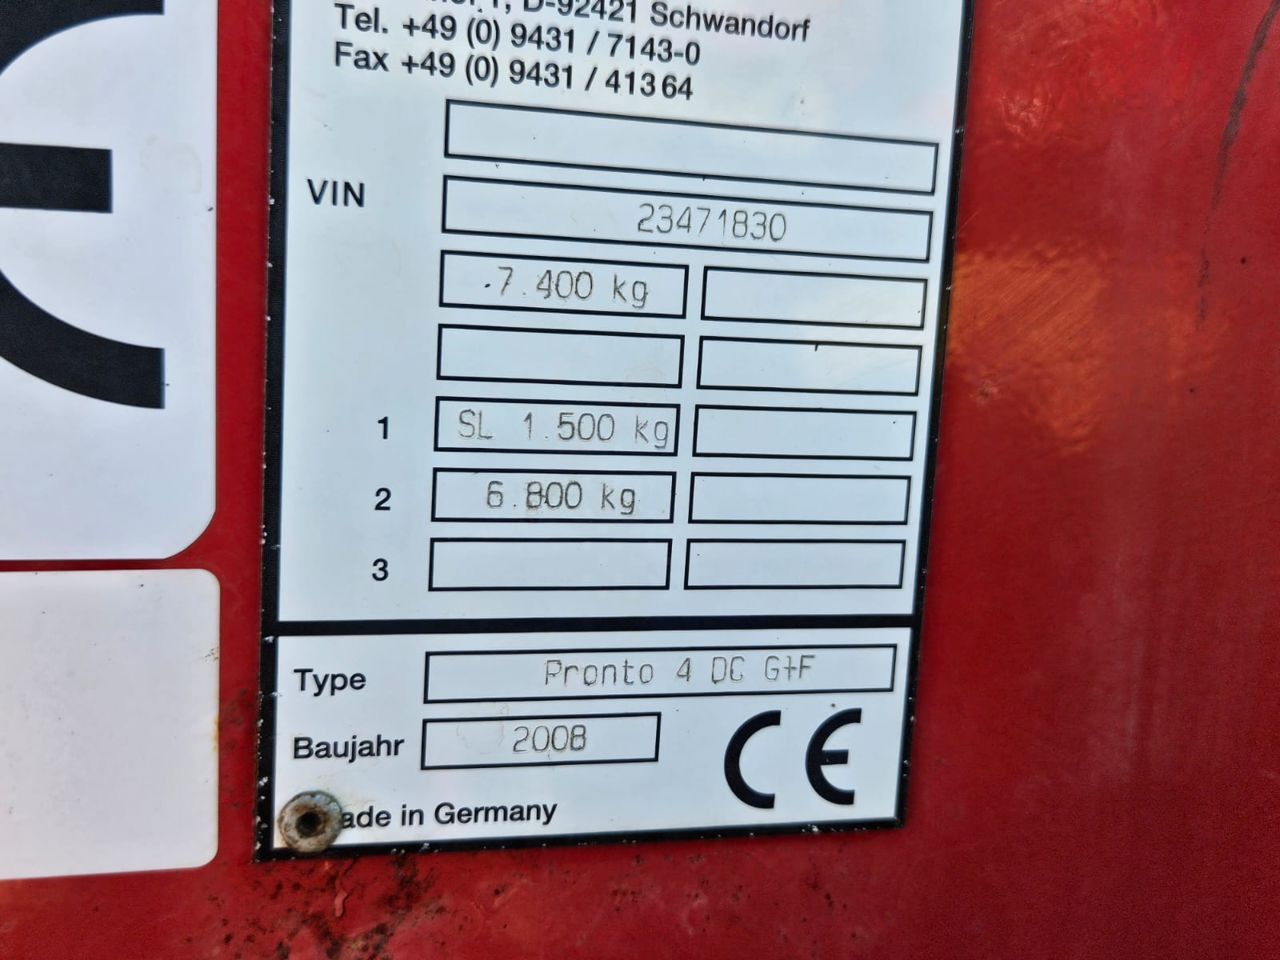 D-92421 Schwandorf
Tel. +49 (0) 9431 / 7143-0
Fax +49 (0) 9431 / 413 64
VIN 23471830
7.400 kg
1 SL 1.500 kg
2 6.800 kg
3
Type Pronto 4 DC G+F
Baujahr 2008 CE
ade in Germany